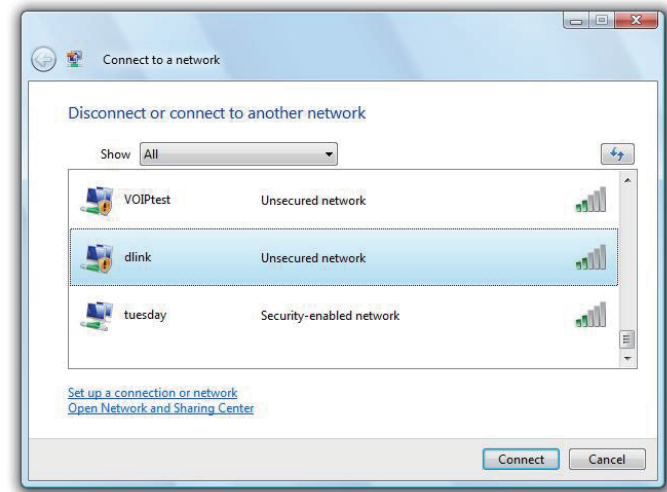 Connect to a network
Disconnect or connect to another network
Show All
VOIPtest Unsecured network
dlink Unsecured network
tuesday Security-enabled network
Set up a connection or network
Open Network and Sharing Center
Connect Cancel